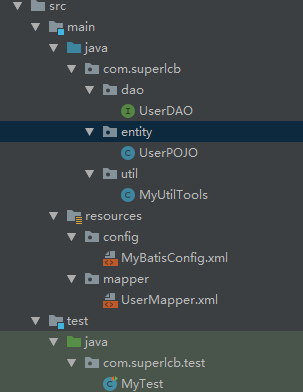 src
main
java
com.superlcb
dao
UserDAO
entity
UserPOJO
util
MyUtilTools
resources
config
MyBatisConfig.xml
mapper
UserMapper.xml
test
java
com.superlcb.test
MyTest